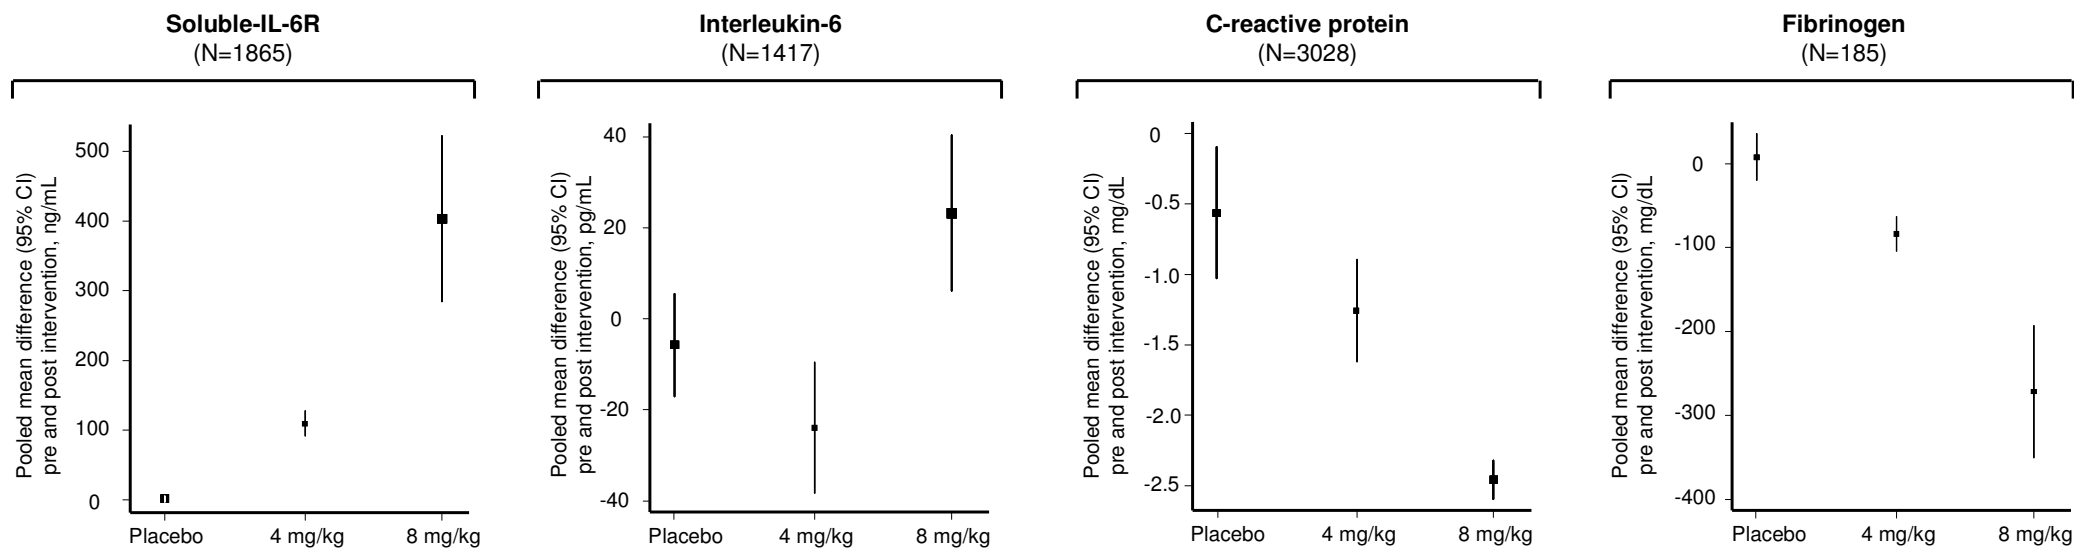 Soluble-IL-6R
(N=1865)
Pooled mean difference (95% CI)
pre and post intervention, ng/mL
500
400
300
200
100
0
Placebo
4 mg/kg
8 mg/kg
Interleukin-6
(N=1417)
Pooled mean difference (95% CI)
pre and post intervention, pg/mL
40
20
0
-20
-40
Placebo
4 mg/kg
8 mg/kg
C-reactive protein
(N=3028)
Pooled mean difference (95% CI)
pre and post intervention, mg/dL
0
-0.5
-1.0
-1.5
-2.0
-2.5
Placebo
4 mg/kg
8 mg/kg
Fibrinogen
(N=185)
Pooled mean difference (95% CI)
pre and post intervention, mg/dL
0
-100
-200
-300
-400
Placebo
4 mg/kg
8 mg/kg